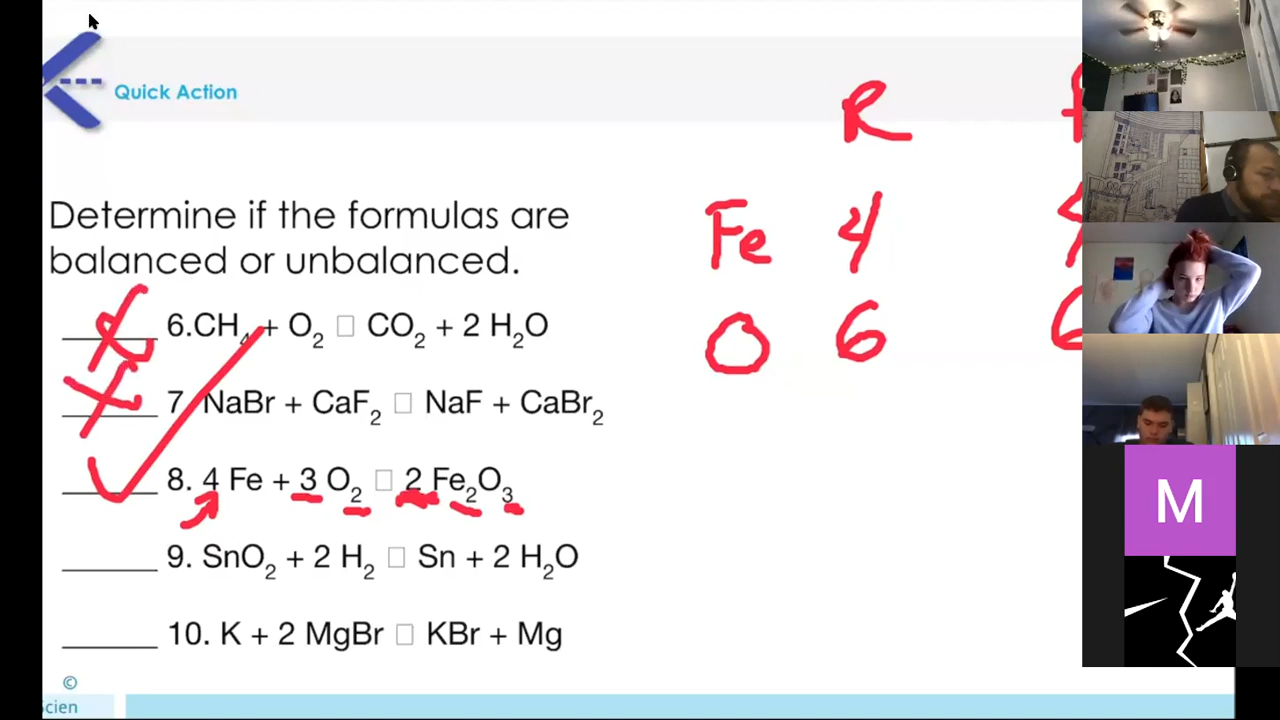 Quick Action
R
Determine if the formulas are
balanced or unbalanced.
Fe 4
O 6 6
6.CH₄ + O₂ □ CO₂ + 2 H₂O
7. NaBr + CaF₂ □ NaF + CaBr₂
8. 4 Fe + 3 O₂ □ 2 Fe₂O₃
9. SnO₂ + 2 H₂ □ Sn + 2 H₂O
10. K + 2 MgBr □ KBr + Mg
©
Scien
M